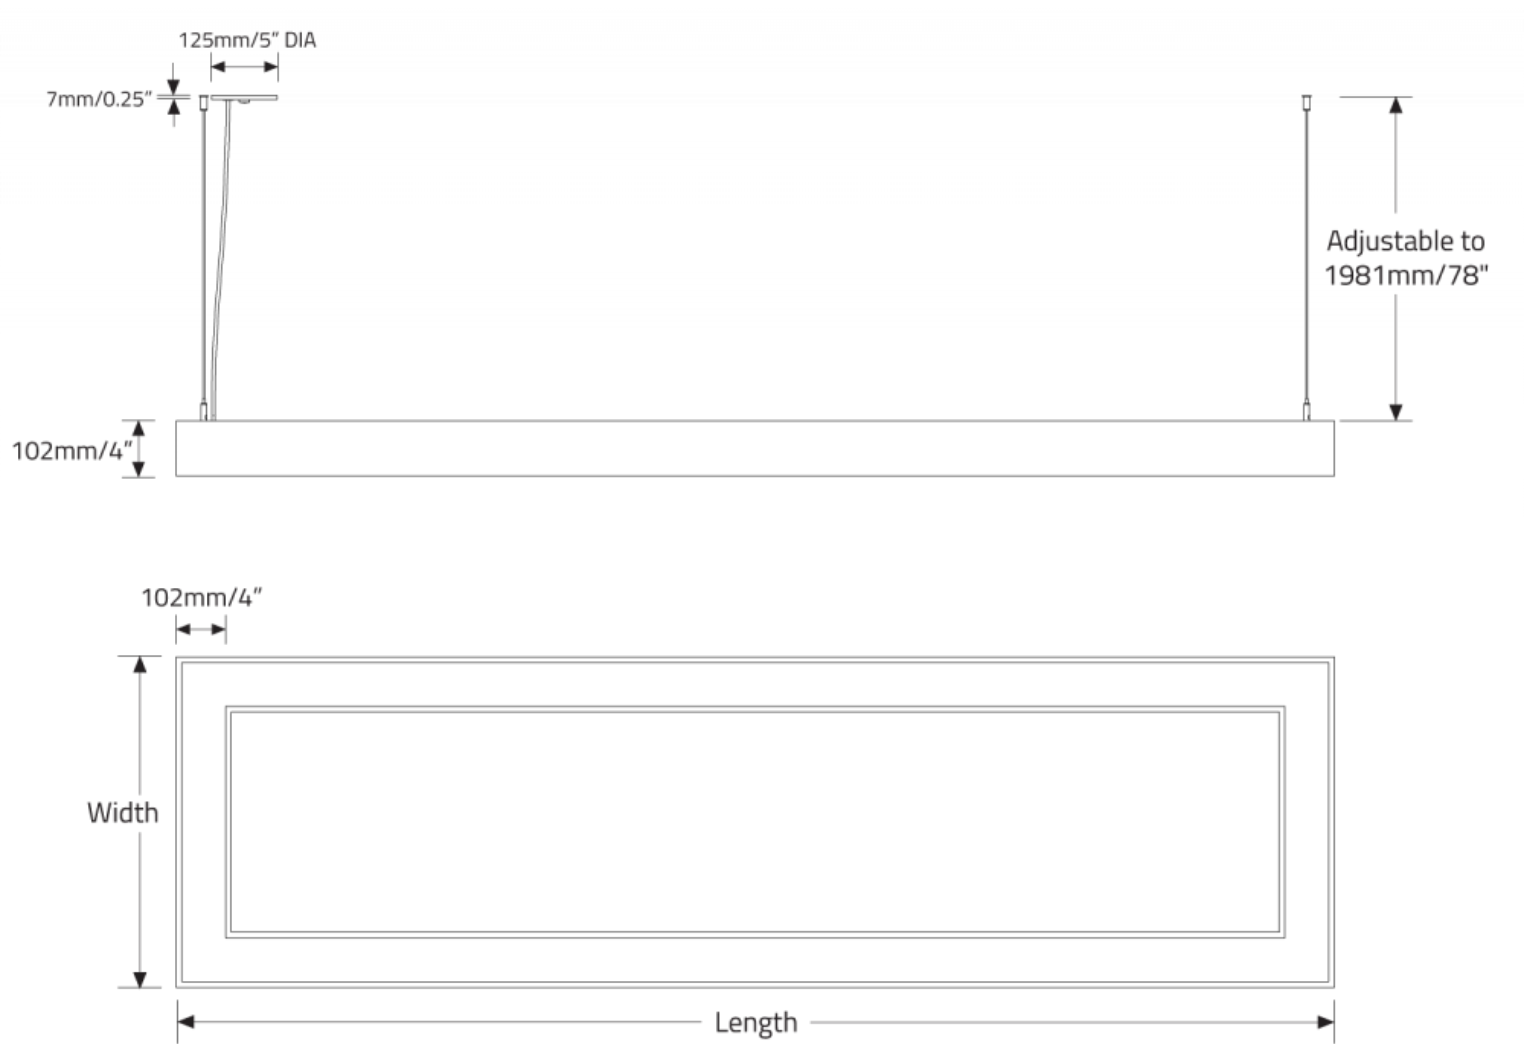 125mm/5” DIA
7mm/0.25”
Adjustable to
1981mm/78"
102mm/4”
102mm/4”
Width
Length